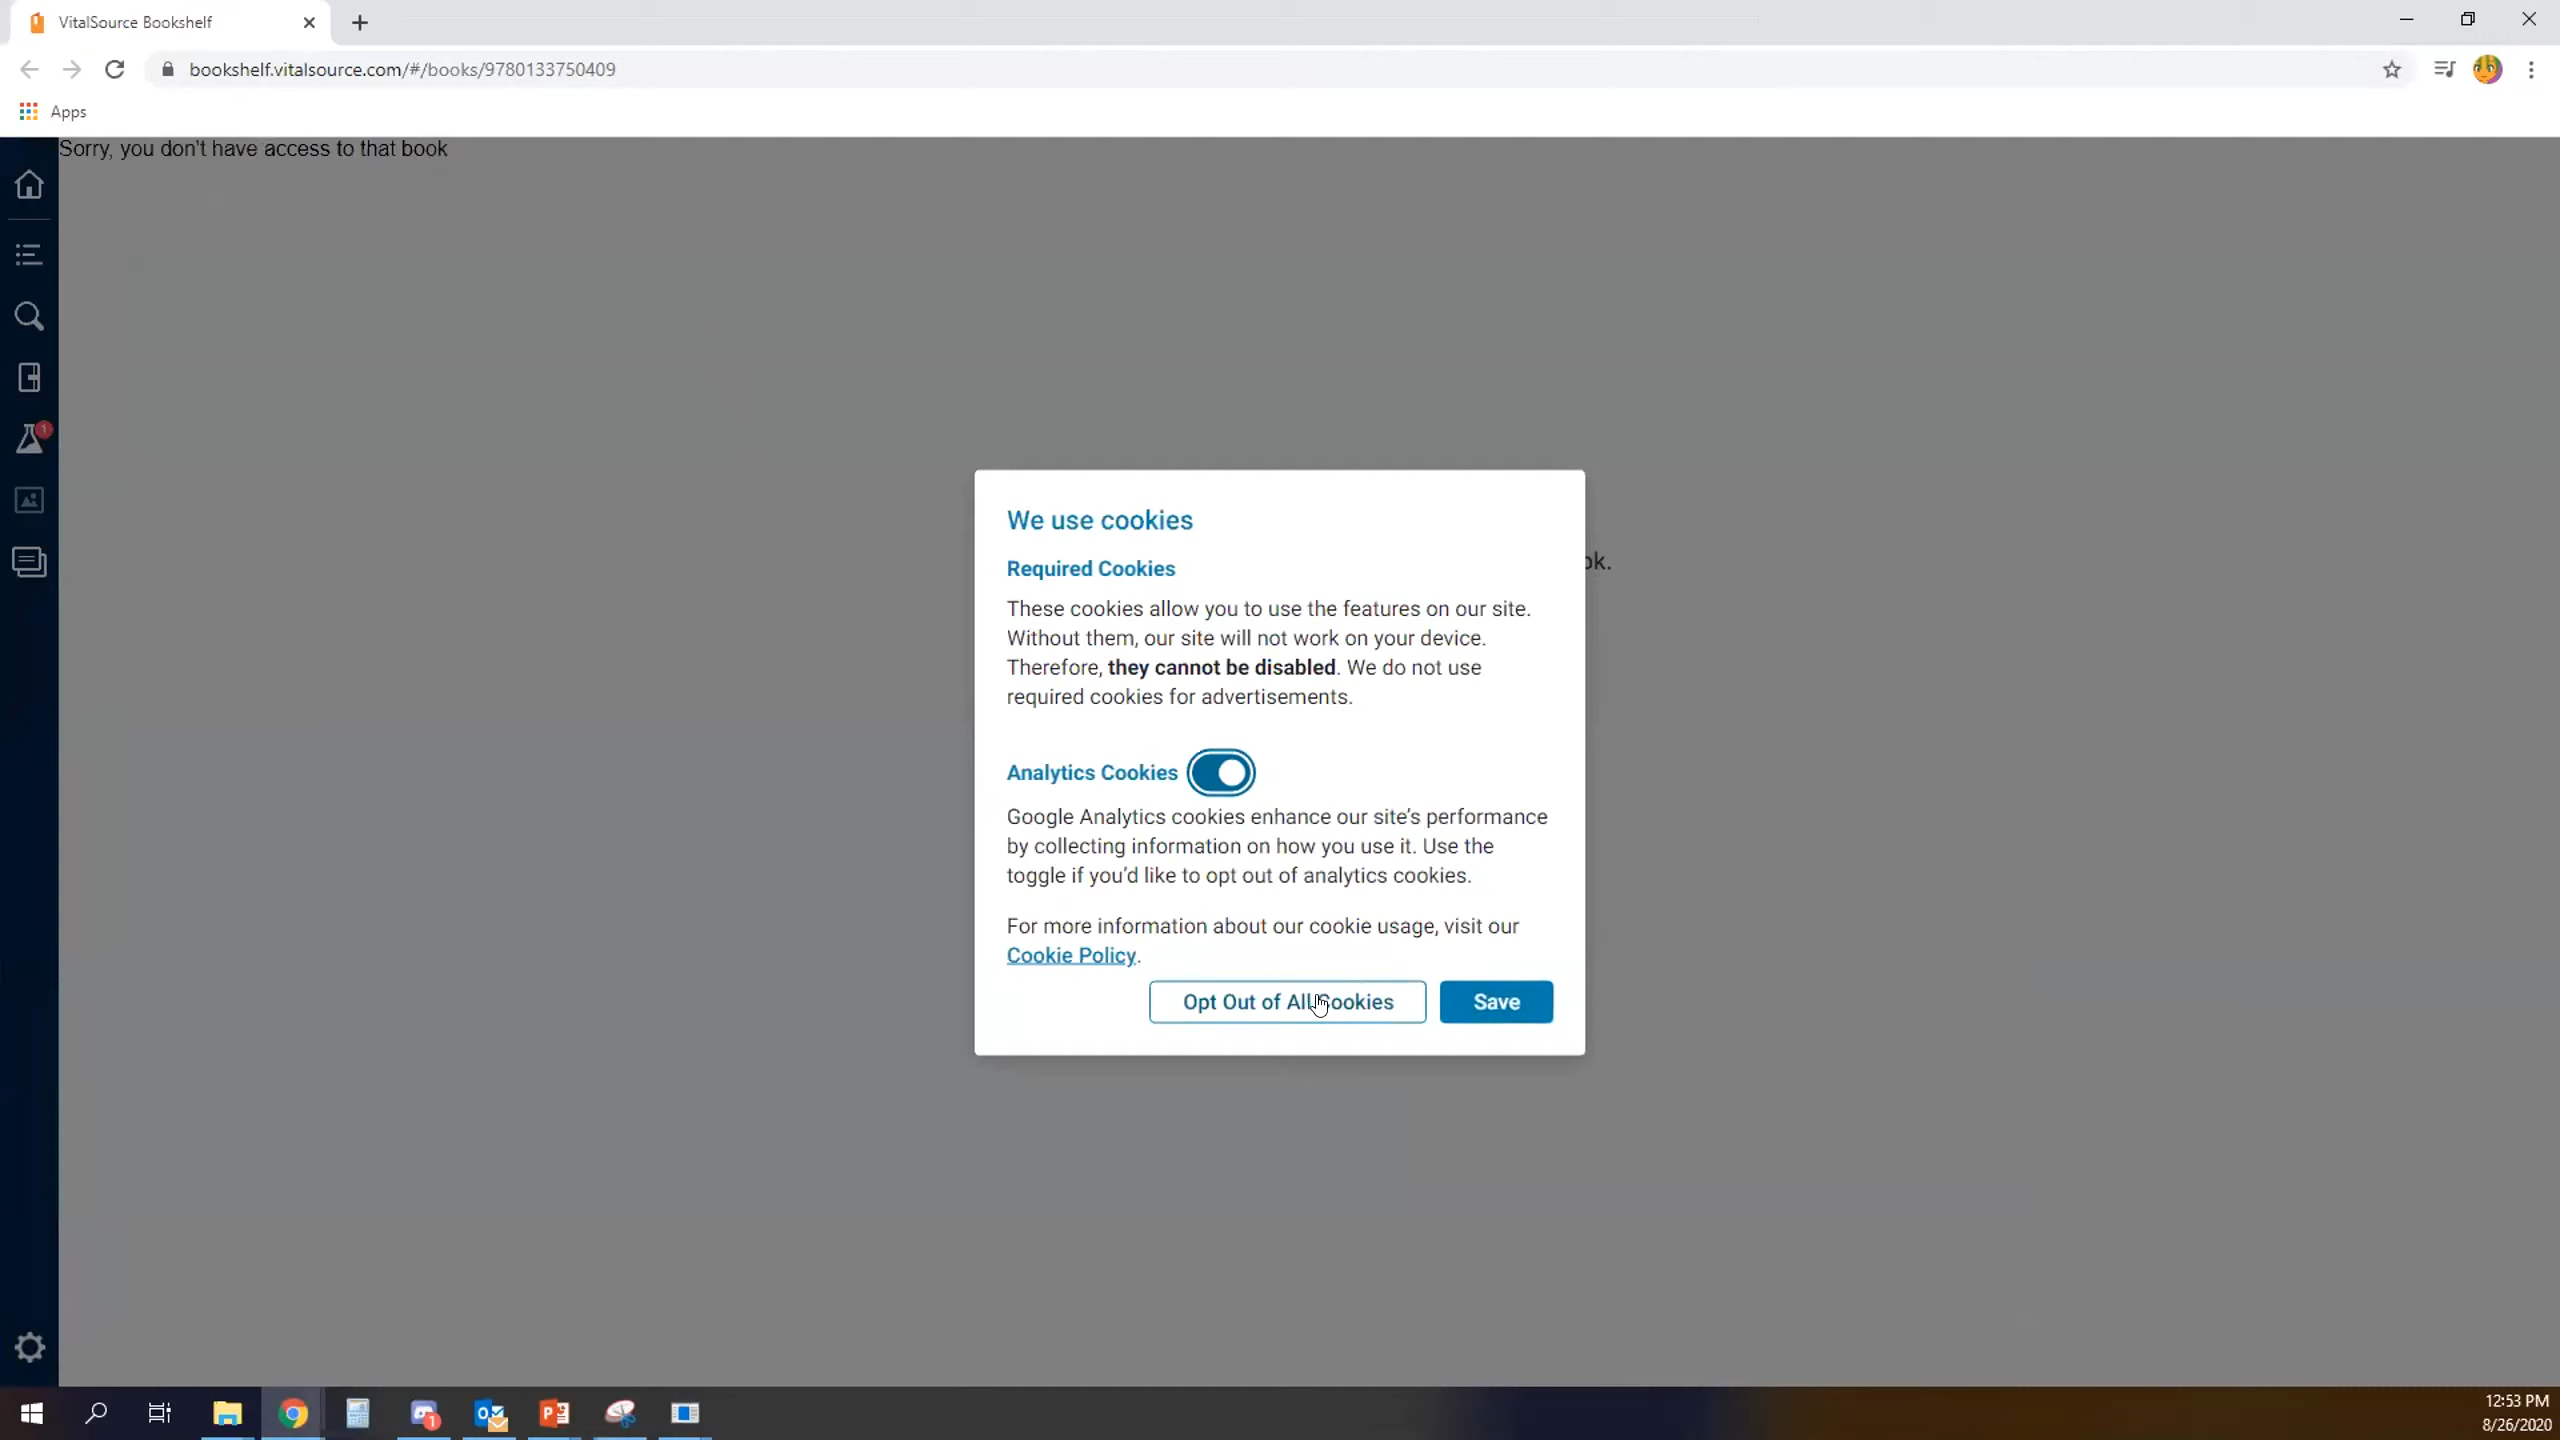 VitalSource Bookshelf
bookshelf.vitalsource.com/#/books/9780133750409
Apps
Sorry, you don't have access to that book
1
We use cookies
ok.
Required Cookies
These cookies allow you to use the features on our site.
Without them, our site will not work on your device.
Therefore, they cannot be disabled. We do not use
required cookies for advertisements.
Analytics Cookies
Google Analytics cookies enhance our site's performance
by collecting information on how you use it. Use the
toggle if you'd like to opt out of analytics cookies.
For more information about our cookie usage, visit our
Cookie Policy.
Opt Out of All Cookies
Save
1
12:53 PM
8/26/2020